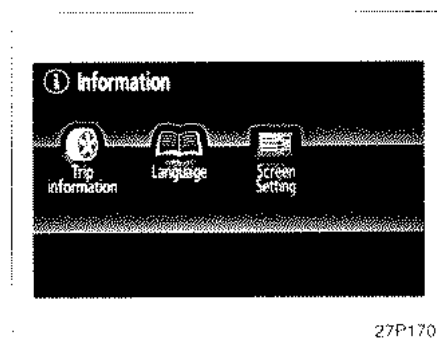 i Information
Trip
information
Language
Screen
Setting
27P170